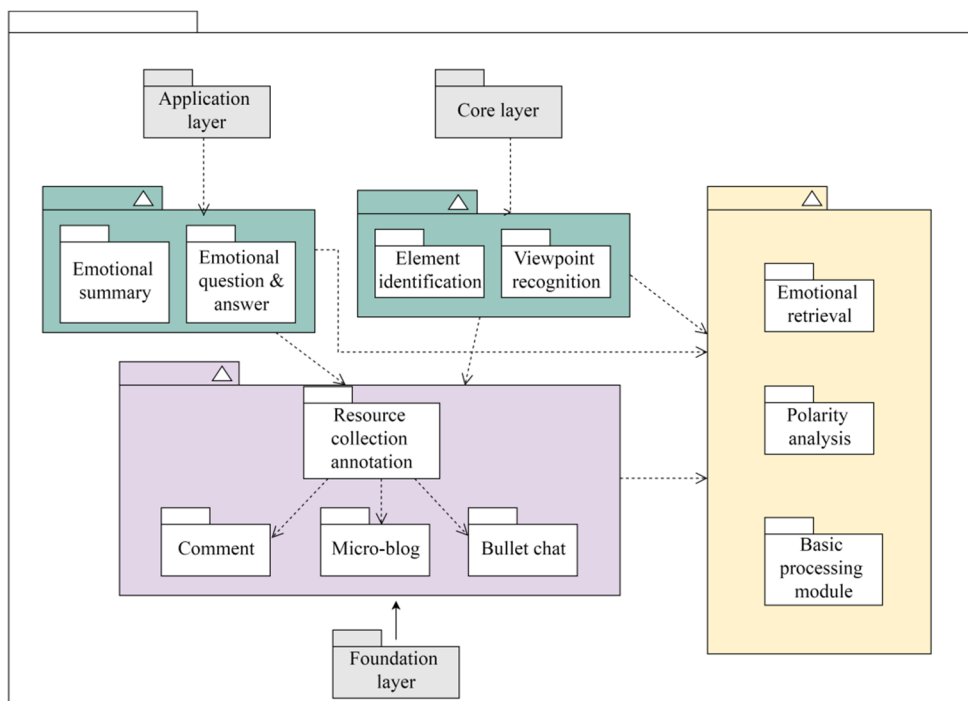 Application
layer
Core layer
Emotional
summary
Emotional
question &
answer
Element
identification
Viewpoint
recognition
Emotional
retrieval
Polarity
analysis
Basic
processing
module
Resource
collection
annotation
Comment
Micro-blog
Bullet chat
Foundation
layer